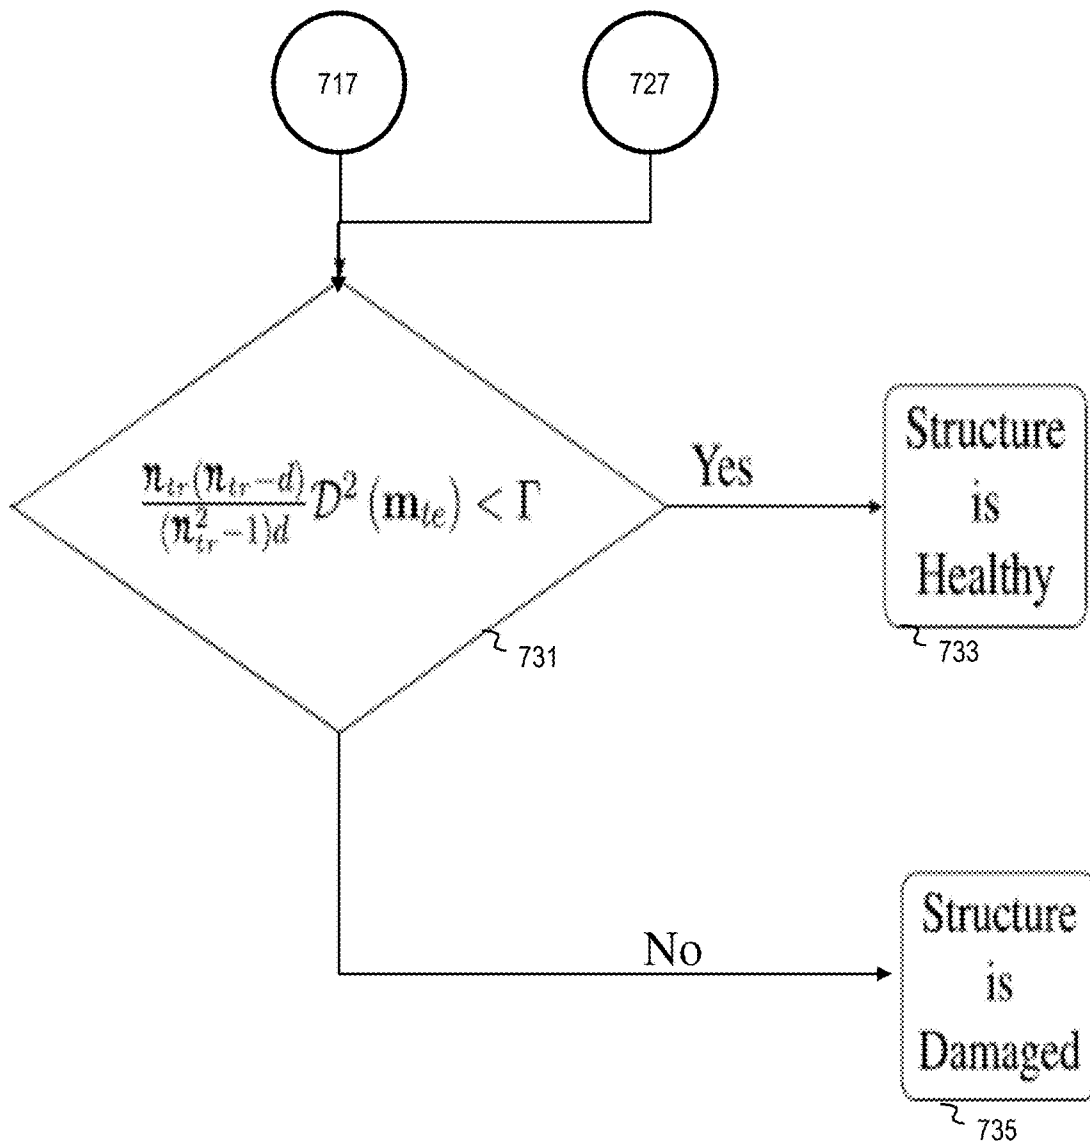 717
727
$\frac{n_{tr}(n_{tr}-d)}{(n_{tr}^2-1)d} \mathcal{D}^2 (\mathbf{m}_{te}) < \Gamma$
Yes
Structure
is
Healthy
731
733
No
Structure
is
Damaged
735